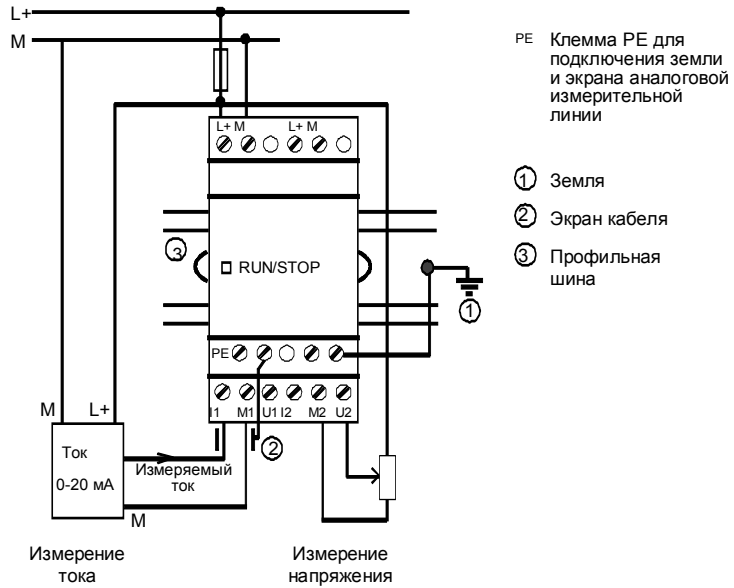 L+
M
PE Клемма PE для
подключения земли
и экрана аналоговой
измерительной
линии
L+ M L+ M
1 Земля
2 Экран кабеля
3 Профильная
шина
3
RUN/STOP
1
PE
I1 M1 U1 I2 M2 U2
M L+
2
Ток
0-20 мА
Измеряемый
ток
M
Измерение
тока
Измерение
напряжения